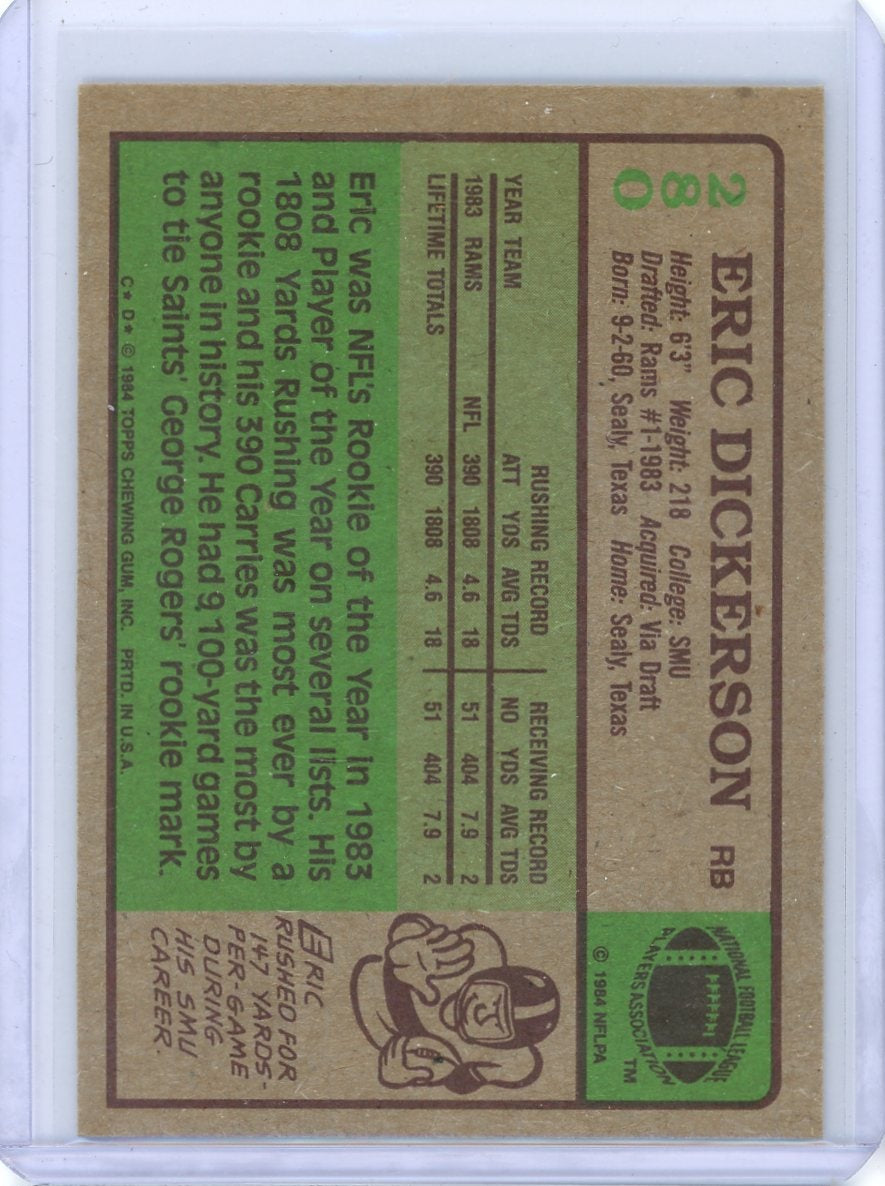 280
ERIC DICKERSON RB
Height: 6'3" Weight: 218 College: SMU
Drafted: Rams #1-1983 Acquired: Via Draft
Born: 9-2-60, Sealy, Texas Home: Sealy, Texas
NATIONAL FOOTBALL LEAGUE
PLAYERS ASSOCIATION
TM
© 1984 NFLPA
RUSHING RECORD RECEIVING RECORD
YEAR TEAM ATT YDS AVG TDS NO YDS AVG TDS
1983 RAMS NFL 390 1808 4.6 18 51 404 7.9 2
LIFETIME TOTALS 390 1808 4.6 18 51 404 7.9 2
Eric was NFL's Rookie of the Year in 1983
and Player of the Year on several lists. His
1808 Yards Rushing was most ever by a
rookie and his 390 Carries was the most by
anyone in history. He had 9, 100-yard games
to tie Saints' George Rogers' rookie mark.
C* D* © 1984 TOPPS CHEWING GUM, INC. PRTD. IN U.S.A.
ERIC
RUSHED FOR
147 YARDS-
PER-GAME
DURING
HIS SMU
CAREER.